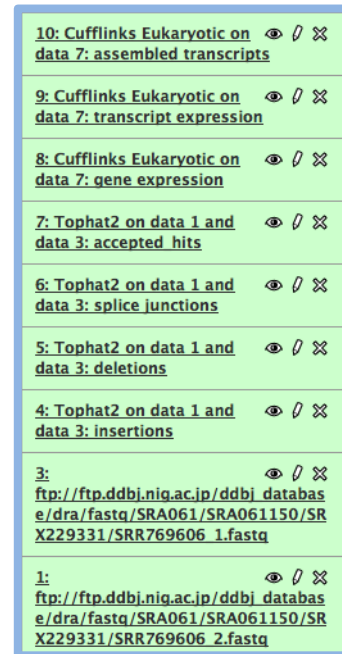 10: Cufflinks Eukaryotic on
data 7: assembled transcripts
9: Cufflinks Eukaryotic on
data 7: transcript expression
8: Cufflinks Eukaryotic on
data 7: gene expression
7: Tophat2 on data 1 and
data 3: accepted_hits
6: Tophat2 on data 1 and
data 3: splice junctions
5: Tophat2 on data 1 and
data 3: deletions
4: Tophat2 on data 1 and
data 3: insertions
3:
ftp://ftp.ddbj.nig.ac.jp/ddbj_databas
e/dra/fastq/SRA061/SRA061150/SR
X229331/SRR769606_1.fastq
1:
ftp://ftp.ddbj.nig.ac.jp/ddbj_databas
e/dra/fastq/SRA061/SRA061150/SR
X229331/SRR769606_2.fastq